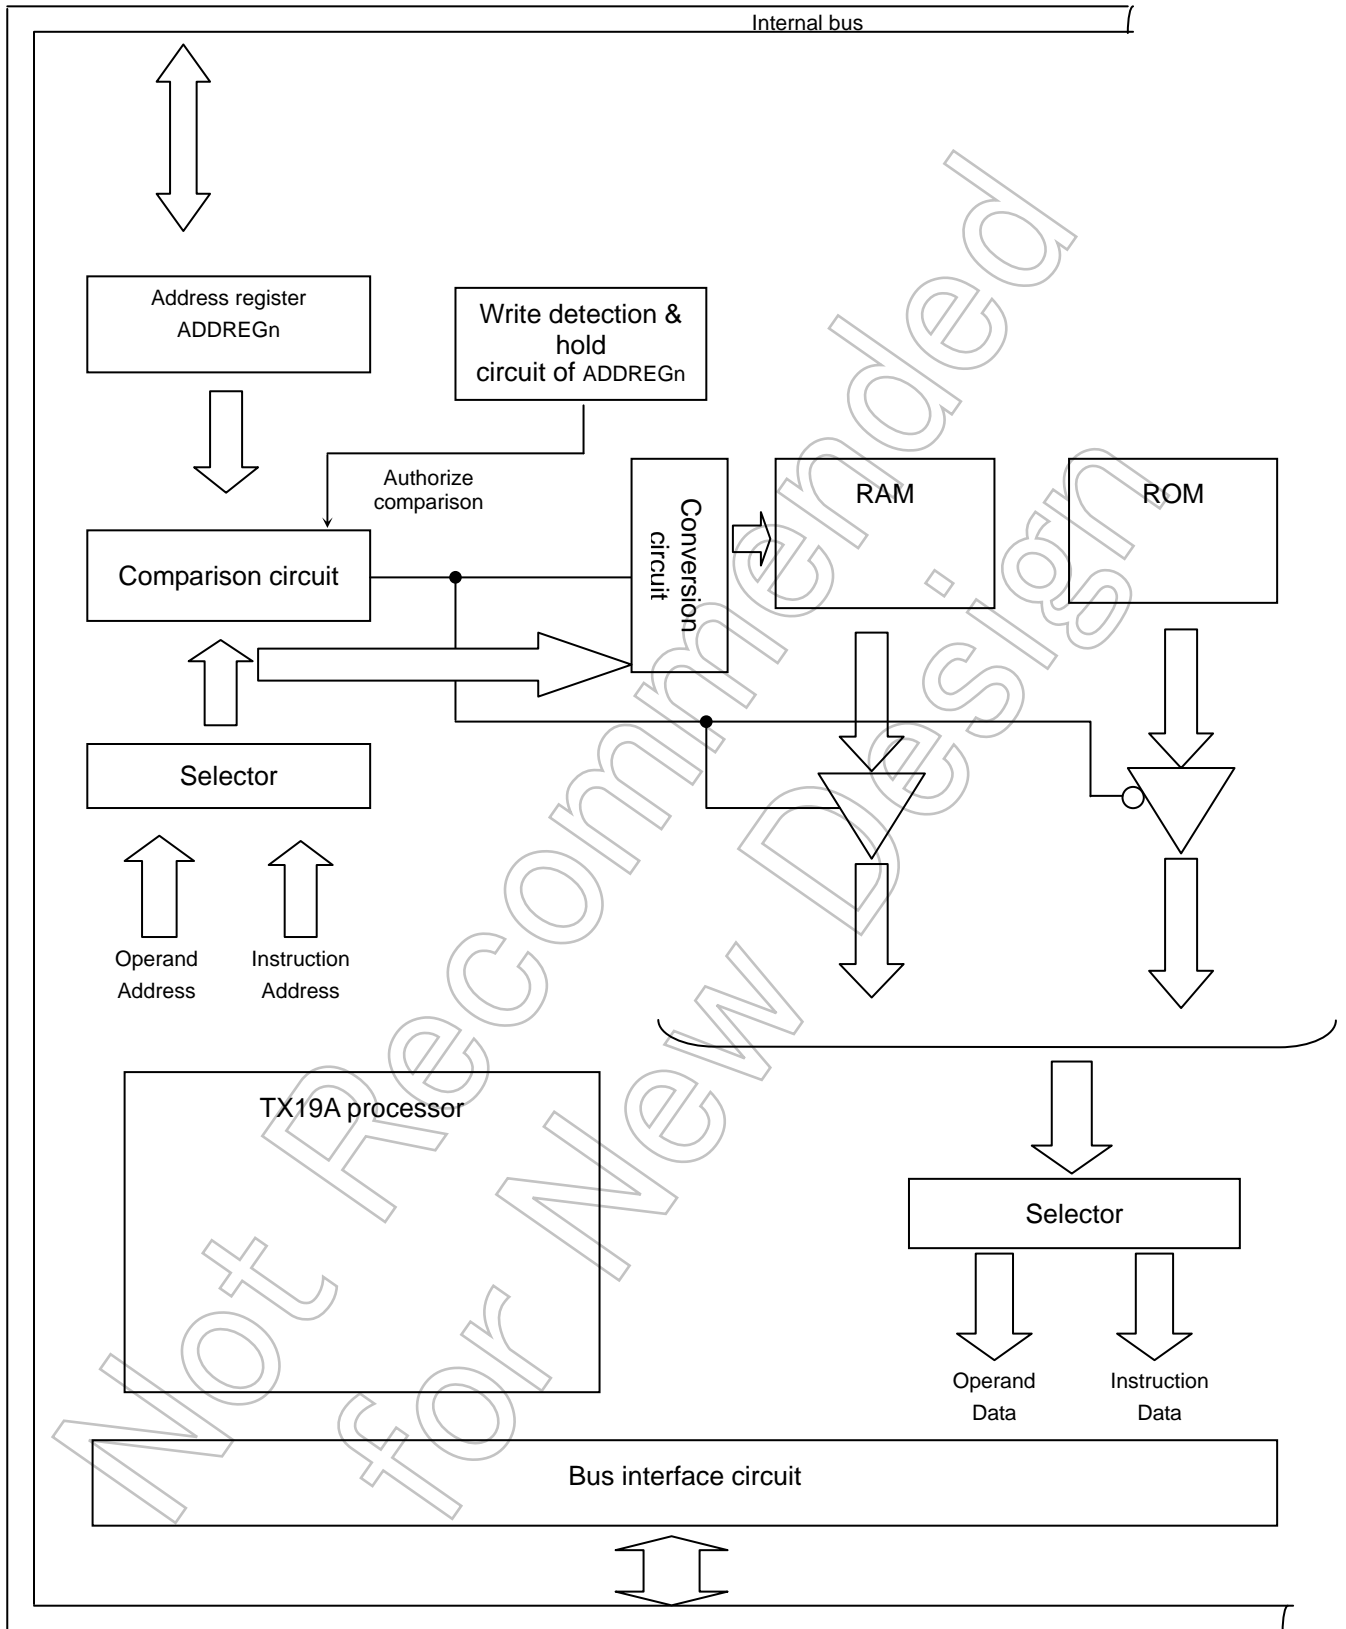 Internal bus
Address register
ADDREGn
Write detection &
hold
circuit of ADDREGn
Authorize
comparison
Conversion
circuit
RAM
ROM
Comparison circuit
Selector
Operand
Address
Instruction
Address
TX19A processor
Selector
Operand
Data
Instruction
Data
Bus interface circuit
Not Recommended
for New Design